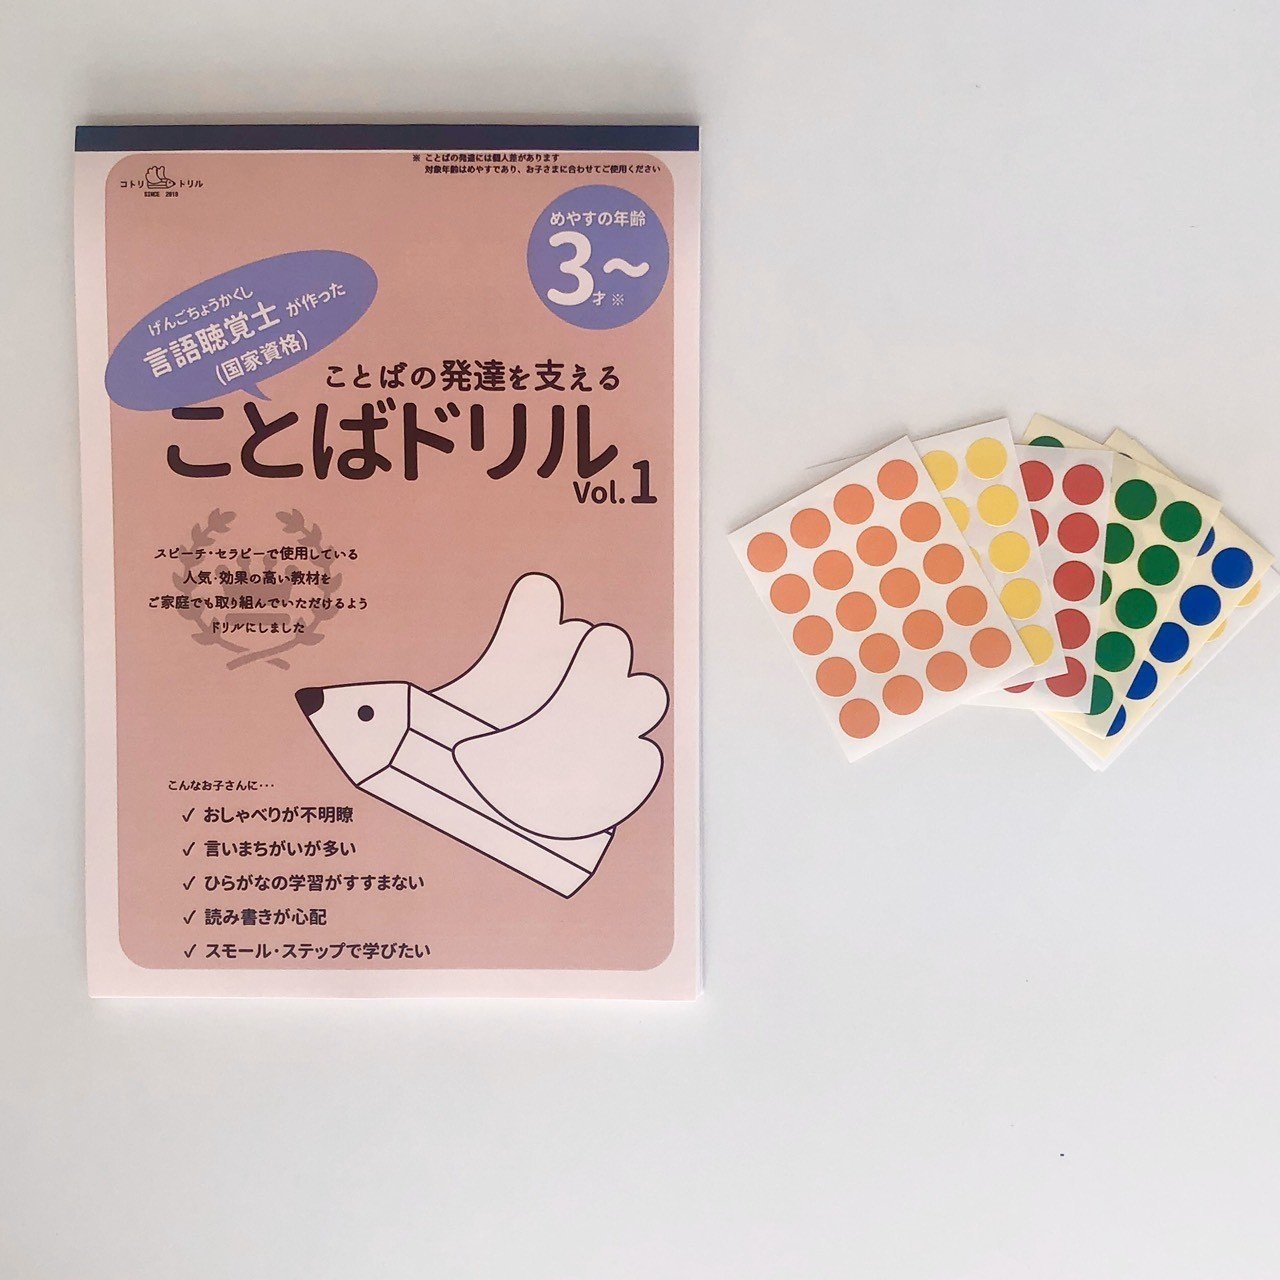 ※ ことばの発達には個人差があります
対象年齢はめやすであり、お子さまに合わせてご使用ください
コトリ ドリル
SINCE 2019
めやすの年齢
3〜
才 ※
げんごちょうかくし
言語聴覚士 が作った
(国家資格)
ことばの発達を支える
ことばドリル
Vol.1
スピーチ・セラピーで使用している
人気・効果の高い教材を
ご家庭でも取り組んでいただけるよう
ドリルにしました
こんなお子さんに・・・
✓ おしゃべりが不明瞭
✓ 言いまちがいが多い
✓ ひらがなの学習がすすまない
✓ 読み書きが心配
✓ スモール・ステップで学びたい